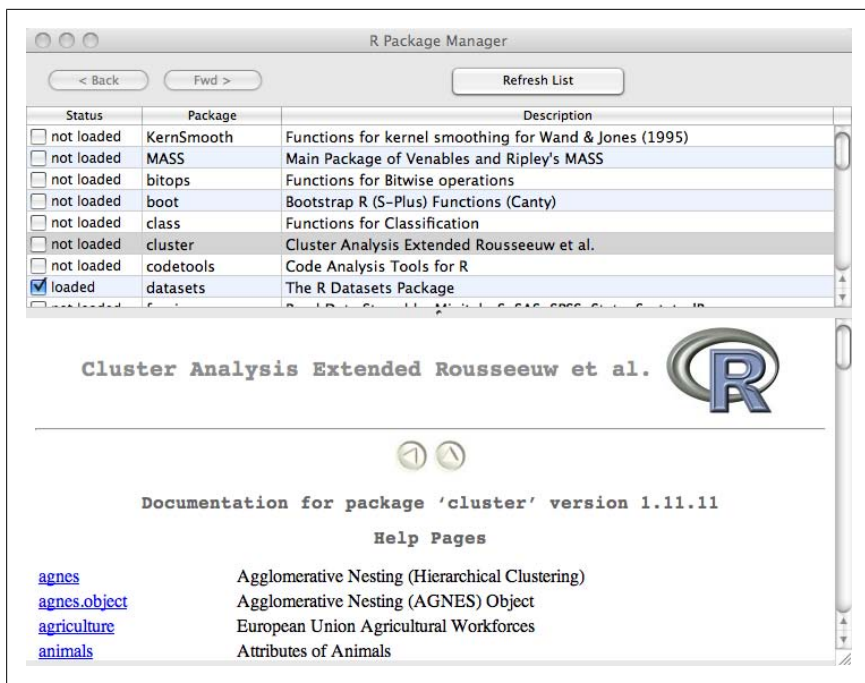 R Package Manager
< Back Fwd > Refresh List
Status Package Description
not loaded KernSmooth Functions for kernel smoothing for Wand & Jones (1995)
not loaded MASS Main Package of Venables and Ripley's MASS
not loaded bitops Functions for Bitwise operations
not loaded boot Bootstrap R (S-Plus) Functions (Canty)
not loaded class Functions for Classification
not loaded cluster Cluster Analysis Extended Rousseeuw et al.
not loaded codetools Code Analysis Tools for R
loaded datasets The R Datasets Package
Cluster Analysis Extended Rousseeuw et al. R
Documentation for package ‘cluster’ version 1.11.11
Help Pages
agnes Agglomerative Nesting (Hierarchical Clustering)
agnes.object Agglomerative Nesting (AGNES) Object
agriculture European Union Agricultural Workforces
animals Attributes of Animals